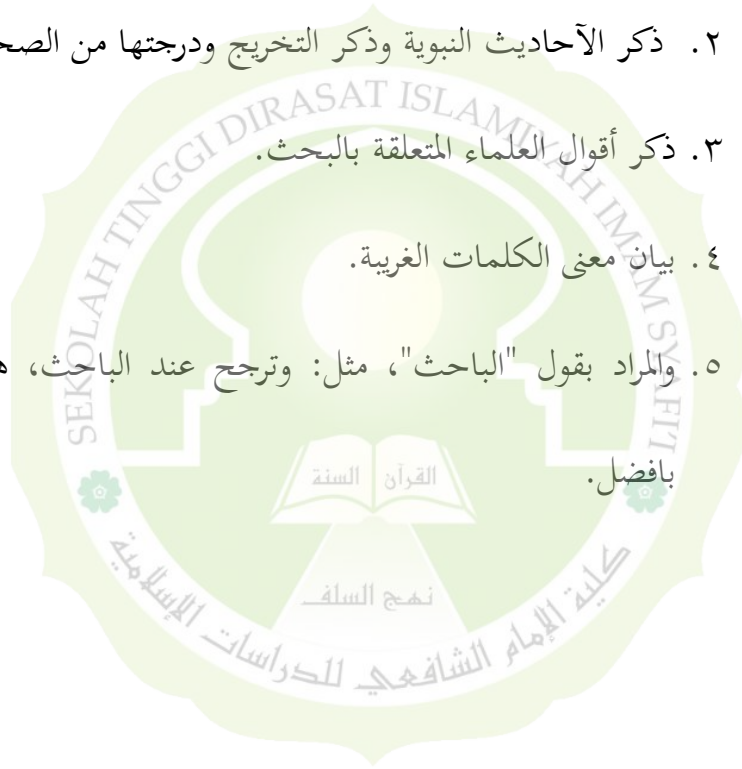 ٢. ذكر الآحاديث النبوية وذكر التخريج ودرجتها من
٣. ذكر أقوال العلماء المتعلقة بالبحث.
٤. بيان معنى الكلمات الغريبة.
٥. والمراد بقول "الباحث"، مثل: وترجح عند الباحث،
بافضل.
SEKOLAH TINGGI DIRASAT ISLAMIYAH IMAM SYAFI'I
القرآن السنة
نهج السلف
كلية الإمام الشافعي للدراسات الإسلامية